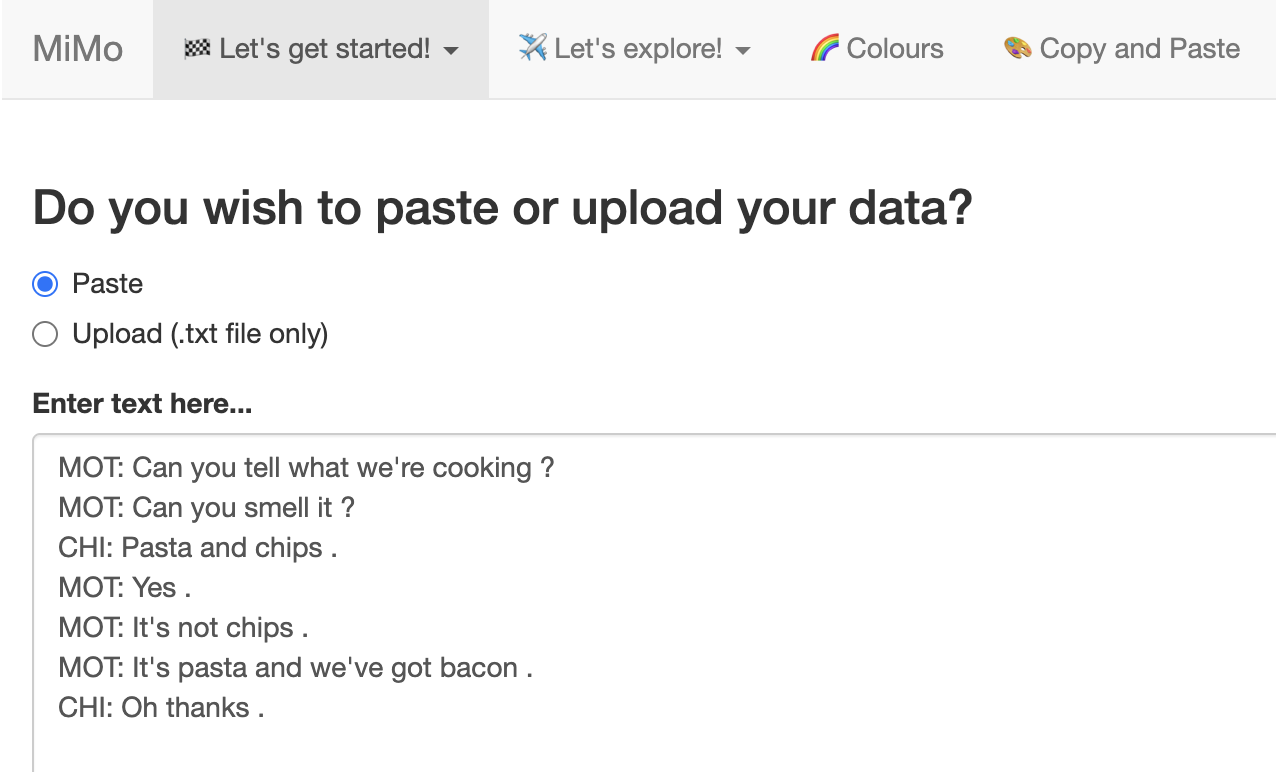 MiMo 🏁 Let's get started! ✈️ Let's explore! 🌈 Colours 🎨 Copy and Paste
Do you wish to paste or upload your data?
Paste
Upload (.txt file only)
Enter text here...
MOT: Can you tell what we're cooking ?
MOT: Can you smell it ?
CHI: Pasta and chips .
MOT: Yes .
MOT: It's not chips .
MOT: It's pasta and we've got bacon .
CHI: Oh thanks .